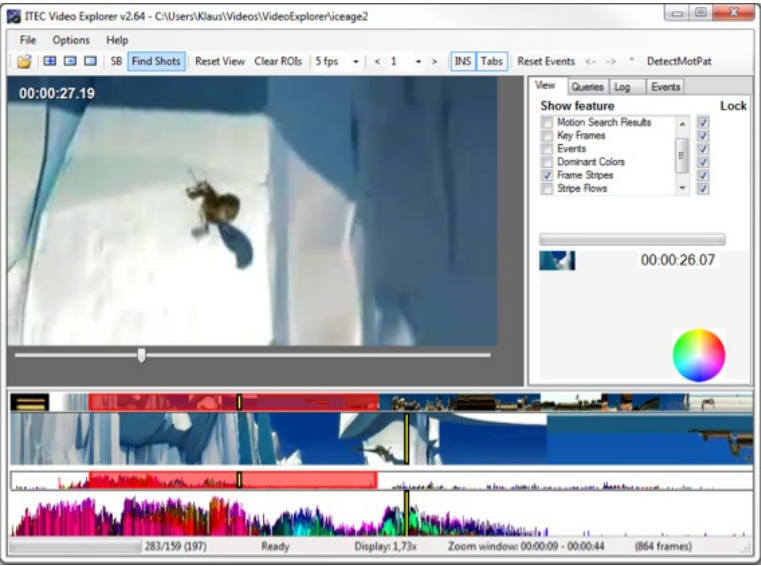 ITEC Video Explorer v2.64 - C:\Users\Klaus\Videos\VideoExplorer\iceage2
File Options Help
SB Find Shots Reset View Clear ROIs 5 fps < 1 > INS Tabs Reset Events <- -> * DetectMotPat
00:00:27.19
View Queries Log Events
Show feature Lock
Motion Search Results
Key Frames
Events
Dominant Colors
Frame Stripes
Stripe Flows
00:00:26.07
283/159 (197) Ready Display: 1,73x Zoom window: 00:00:09 - 00:00:44 (864 frames)